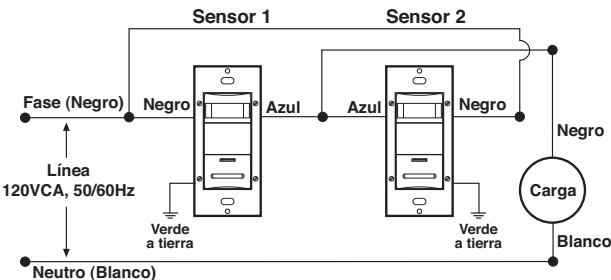 Sensor 1
Sensor 2
Fase (Negro)
Negro
Azul
Azul
Negro
Negro
Línea
120VCA, 50/60Hz
Carga
Verde
a tierra
Verde
a tierra
Blanco
Neutro (Blanco)